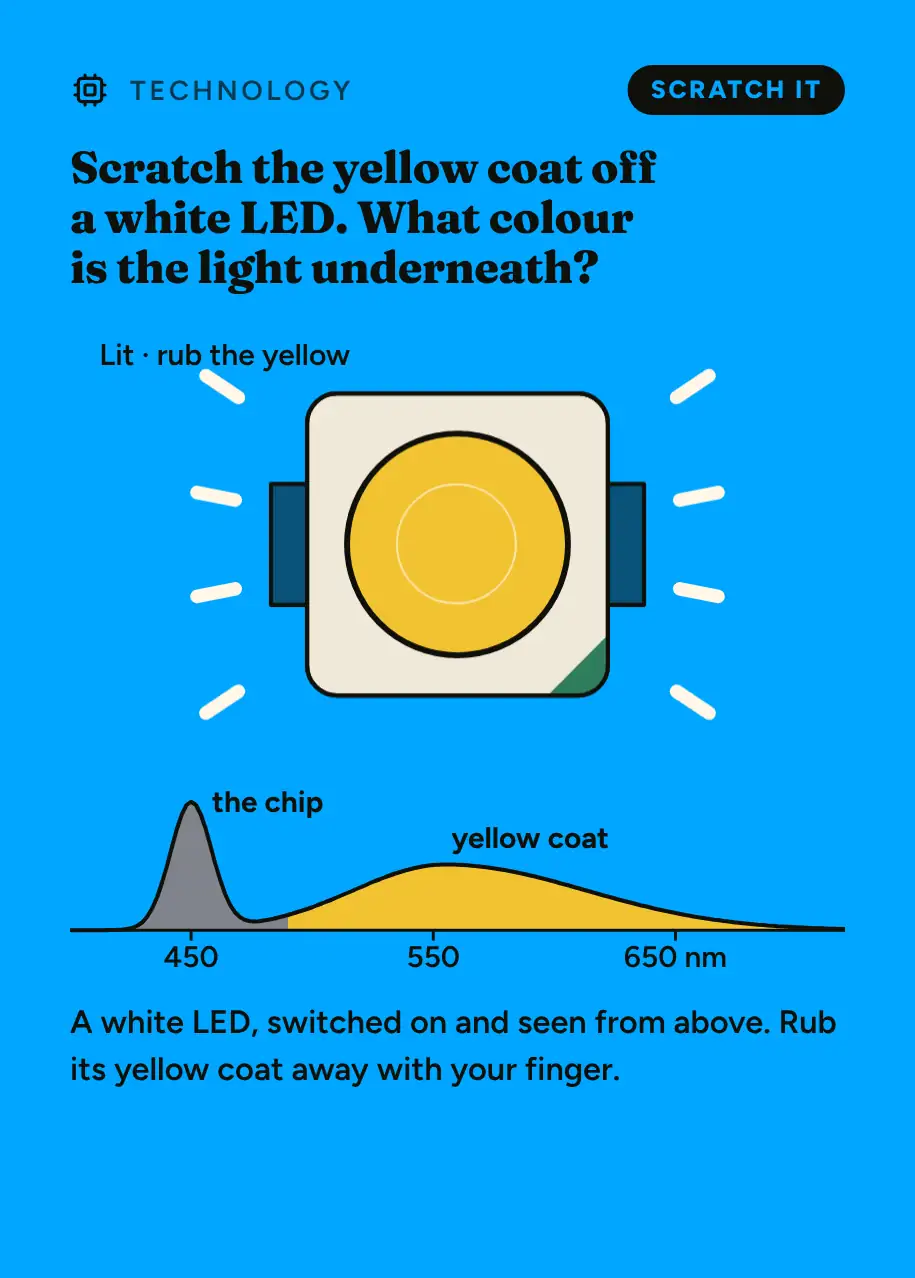 TECHNOLOGY
SCRATCH IT
Scratch the yellow coat off
a white LED. What colour
is the light underneath?
Lit · rub the yellow
the chip
yellow coat
450
550
650 nm
A white LED, switched on and seen from above. Rub
its yellow coat away with your finger.